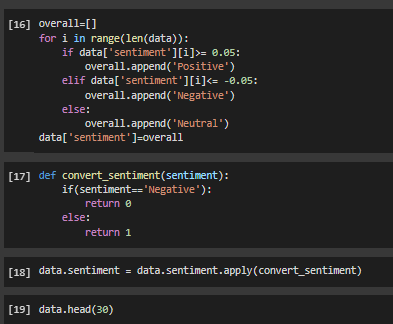 [16] overall=[]
for i in range(len(data)):
    if data['sentiment'][i]>= 0.05:
        overall.append('Positive')
    elif data['sentiment'][i]<= -0.05:
        overall.append('Negative')
    else:
        overall.append('Neutral')
data['sentiment']=overall
[17] def convert_sentiment(sentiment):
    if(sentiment=='Negative'):
        return 0
    else:
        return 1
[18] data.sentiment = data.sentiment.apply(convert_sentiment)
[19] data.head(30)